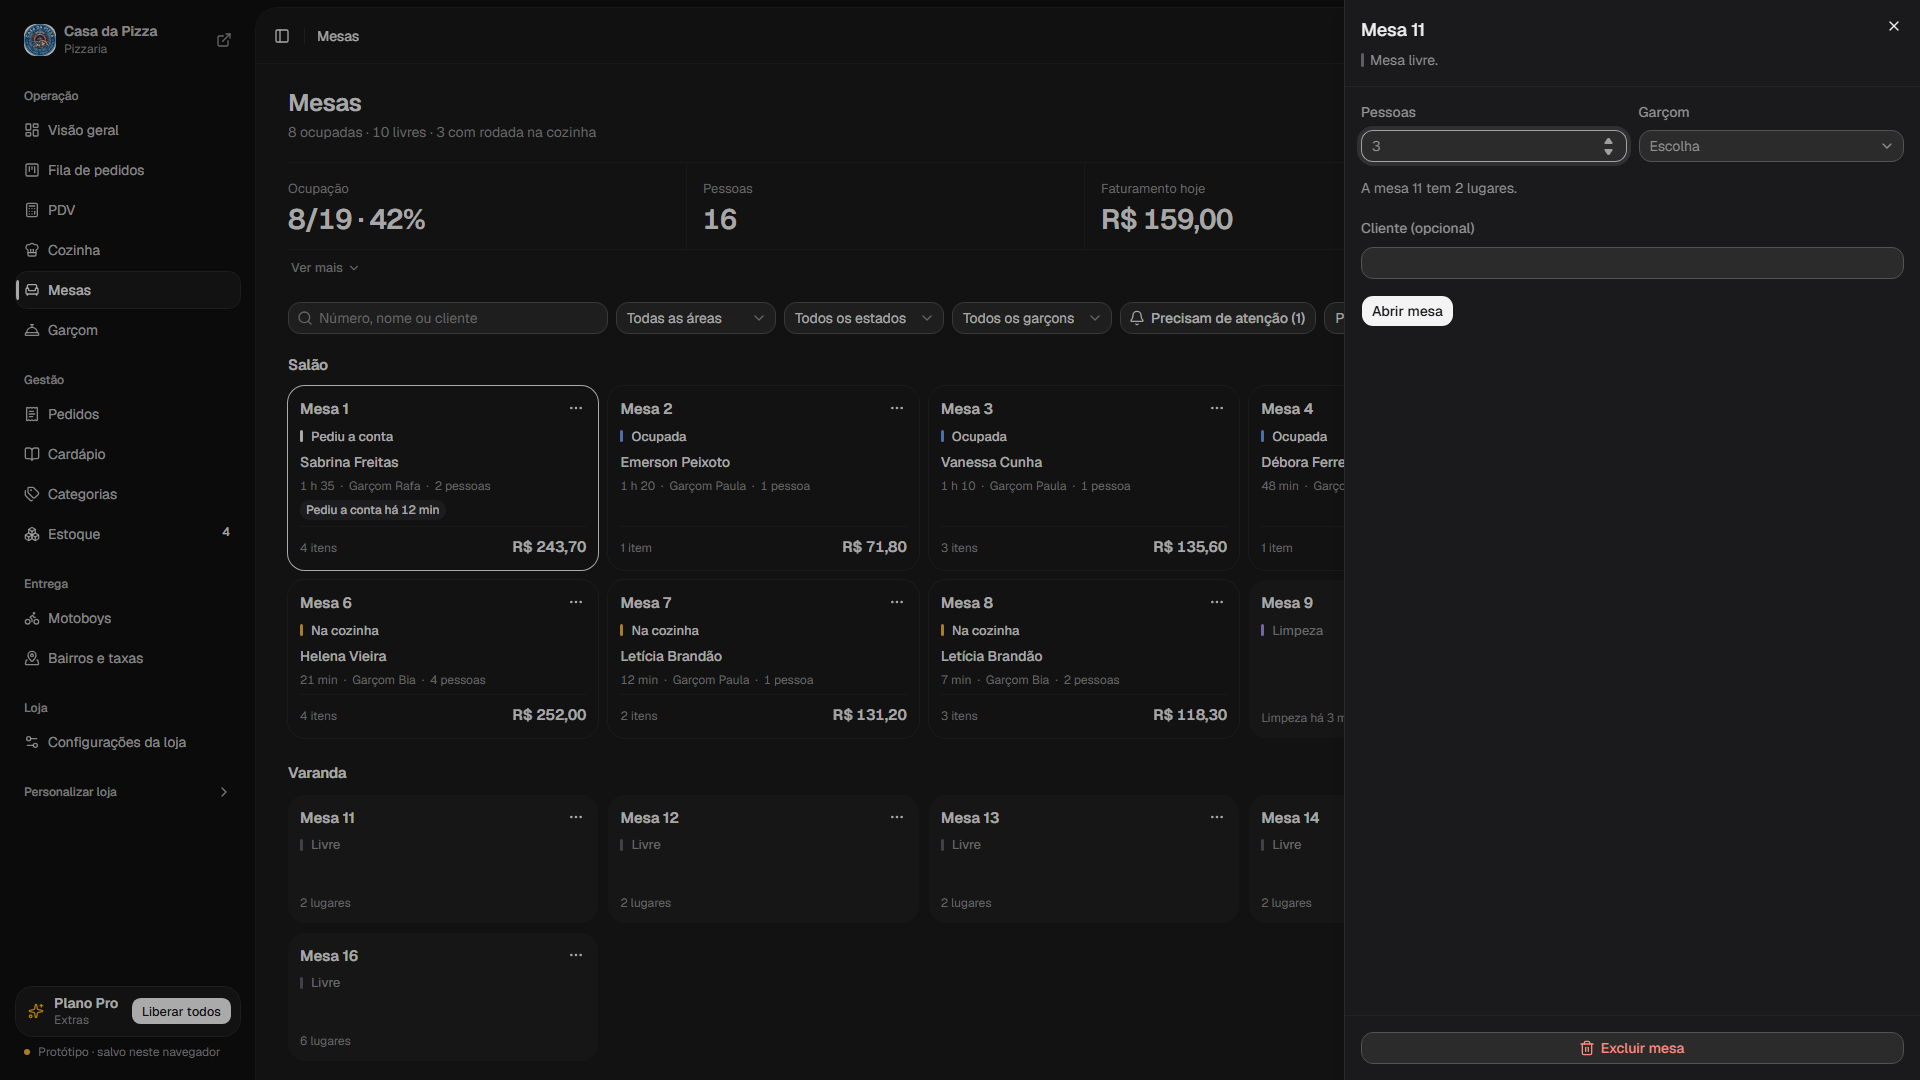 Casa da Pizza
Pizzaria
Operação
Visão geral
Fila de pedidos
PDV
Cozinha
Mesas
Garçom
Gestão
Pedidos
Cardápio
Categorias
Estoque 4
Entrega
Motoboys
Bairros e taxas
Loja
Configurações da loja
Personalizar loja
Plano Pro
Extras
Liberar todos
Protótipo · salvo neste navegador
Mesas
Mesas
8 ocupadas · 10 livres · 3 com rodada na cozinha
Ocupação
8/19 · 42%
Pessoas
16
Faturamento hoje
R$ 159,00
Ver mais
Número, nome ou cliente
Todas as áreas
Todos os estados
Todos os garçons
Precisam de atenção (1)
P
Salão
Mesa 1
Pediu a conta
Sabrina Freitas
1 h 35 · Garçom Rafa · 2 pessoas
Pediu a conta há 12 min
4 itens R$ 243,70
Mesa 2
Ocupada
Emerson Peixoto
1 h 20 · Garçom Paula · 1 pessoa
1 item R$ 71,80
Mesa 3
Ocupada
Vanessa Cunha
1 h 10 · Garçom Paula · 1 pessoa
3 itens R$ 135,60
Mesa 4
Ocupada
Débora Ferre
48 min · Garço
1 item
Mesa 6
Na cozinha
Helena Vieira
21 min · Garçom Bia · 4 pessoas
4 itens R$ 252,00
Mesa 7
Na cozinha
Letícia Brandão
12 min · Garçom Paula · 1 pessoa
2 itens R$ 131,20
Mesa 8
Na cozinha
Letícia Brandão
7 min · Garçom Bia · 2 pessoas
3 itens R$ 118,30
Mesa 9
Limpeza
Limpeza há 3 m
Varanda
Mesa 11
Livre
2 lugares
Mesa 12
Livre
2 lugares
Mesa 13
Livre
2 lugares
Mesa 14
Livre
2 lugares
Mesa 16
Livre
6 lugares
Mesa 11
Mesa livre.
Pessoas
3
Garçom
Escolha
A mesa 11 tem 2 lugares.
Cliente (opcional)
Abrir mesa
Excluir mesa